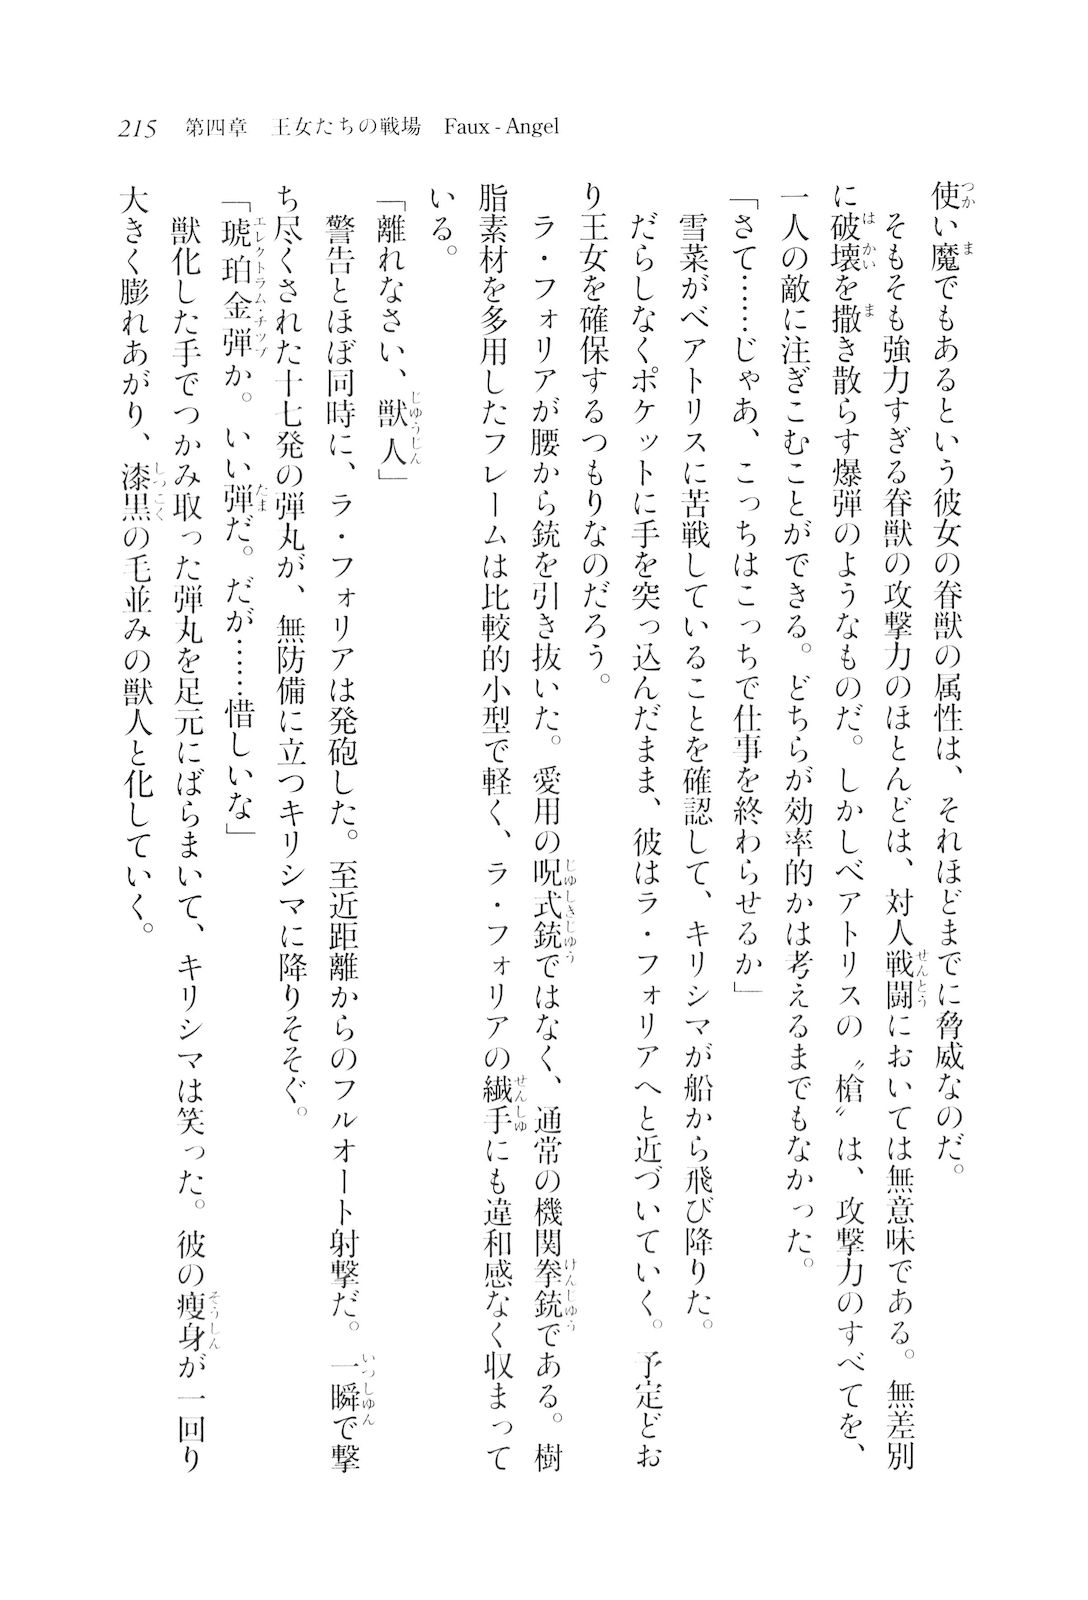 215　第四章　王女たちの戦場　Faux - Angel
使い魔でもあるという彼女の眷獣の属性は、それほどまでに脅威なのだ。
　そもそも強力すぎる眷獣の攻撃力のほとんどは、対人戦闘においては無意味である。無差別
に破壊を撒き散らす爆弾のようなものだ。しかしベアトリスの〝槍〟は、攻撃力のすべてを、
一人の敵に注ぎこむことができる。どちらが効率的かは考えるまでもなかった。
「さて……じゃあ、こっちはこっちで仕事を終わらせるか」
　雪菜がベアトリスに苦戦していることを確認して、キリシマが船から飛び降りた。
　だらしなくポケットに手を突っ込んだまま、彼はラ・フォリアへと近づいていく。予定どお
り王女を確保するつもりなのだろう。
　ラ・フォリアが腰から銃を引き抜いた。愛用の呪式銃ではなく、通常の機関拳銃である。樹
脂素材を多用したフレームは比較的小型で軽く、ラ・フォリアの繊手にも違和感なく収まって
いる。
「離れなさい、獣人」
　警告とほぼ同時に、ラ・フォリアは発砲した。至近距離からのフルオート射撃だ。一瞬で撃
ち尽くされた十七発の弾丸が、無防備に立つキリシマに降りそそぐ。
「琥珀金弾か。いい弾だ。だが……惜しいな」
　獣化した手でつかみ取った弾丸を足元にばらまいて、キリシマは笑った。彼の痩身が一回り
大きく膨れあがり、漆黒の毛並みの獣人と化していく。